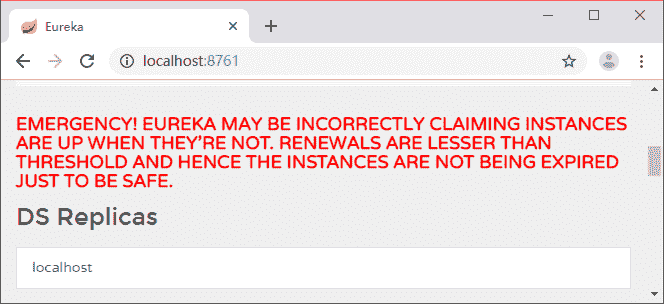 Eureka
localhost:8761
EMERGENCY! EUREKA MAY BE INCORRECTLY CLAIMING INSTANCES
ARE UP WHEN THEY'RE NOT. RENEWALS ARE LESSER THAN
THRESHOLD AND HENCE THE INSTANCES ARE NOT BEING EXPIRED
JUST TO BE SAFE.
DS Replicas
localhost